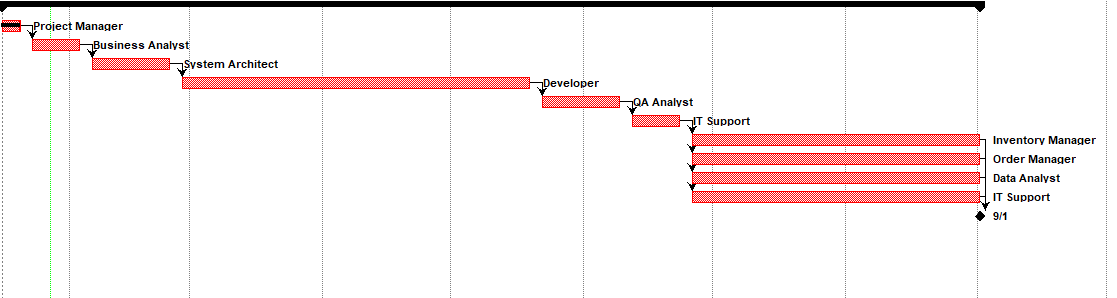 Project Manager
Business Analyst
System Architect
Developer
QA Analyst
IT Support
Inventory Manager
Order Manager
Data Analyst
IT Support
9/1